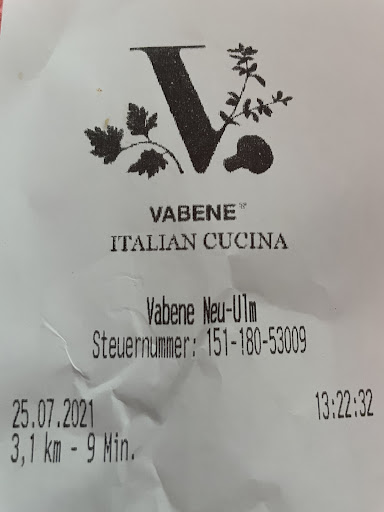 V
VABENE®
ITALIAN CUCINA
Vabene Neu-Ulm
Steuernummer: 151-180-53009
25.07.2021 13:22:32
3,1 km - 9 Min.